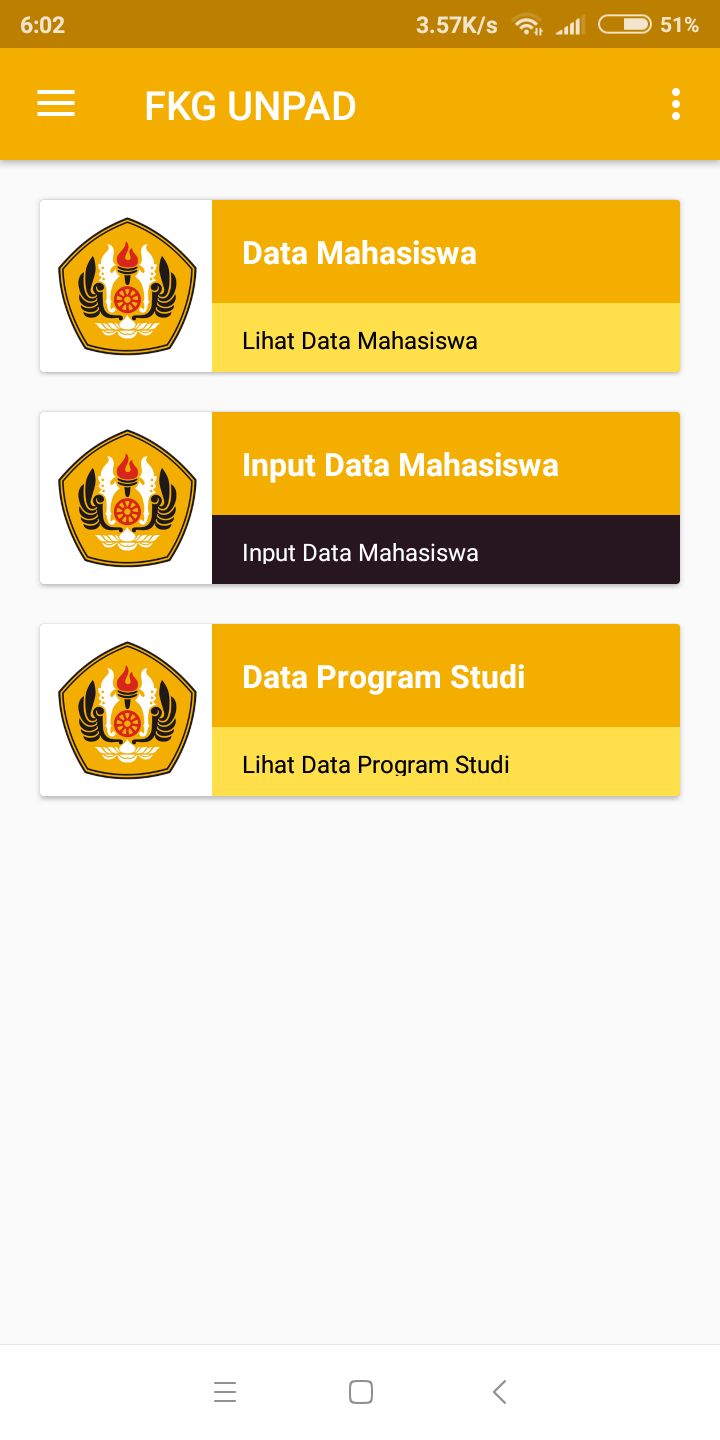 6:02 3.57K/s 51%
FKG UNPAD
Data Mahasiswa
Lihat Data Mahasiswa
Input Data Mahasiswa
Input Data Mahasiswa
Data Program Studi
Lihat Data Program Studi